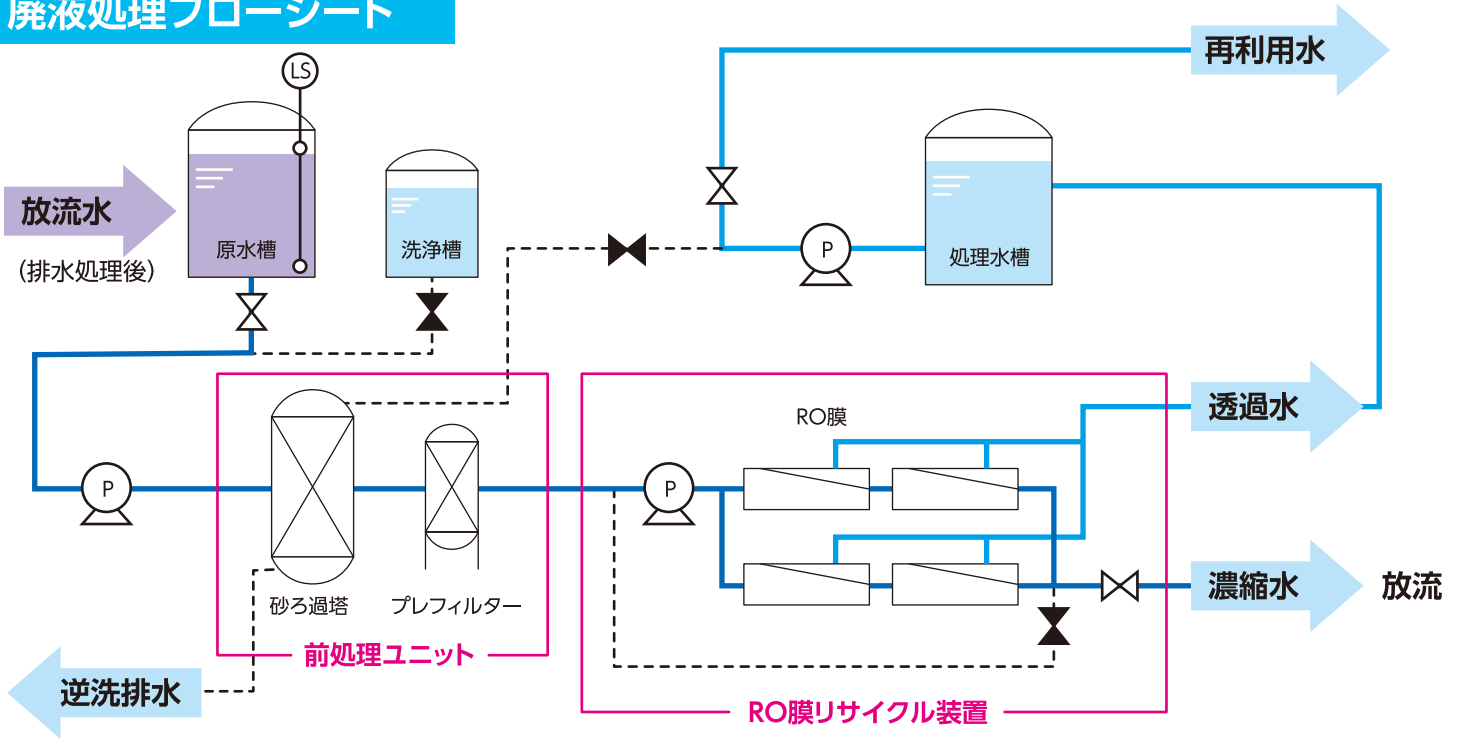 廃液処理フローシート
LS
再利用水
放流水
(排水処理後)
原水槽
洗浄槽
P
処理水槽
RO膜
透過水
P
P
砂ろ過塔
プレフィルター
濃縮水
放流
前処理ユニット
逆洗排水
RO膜リサイクル装置